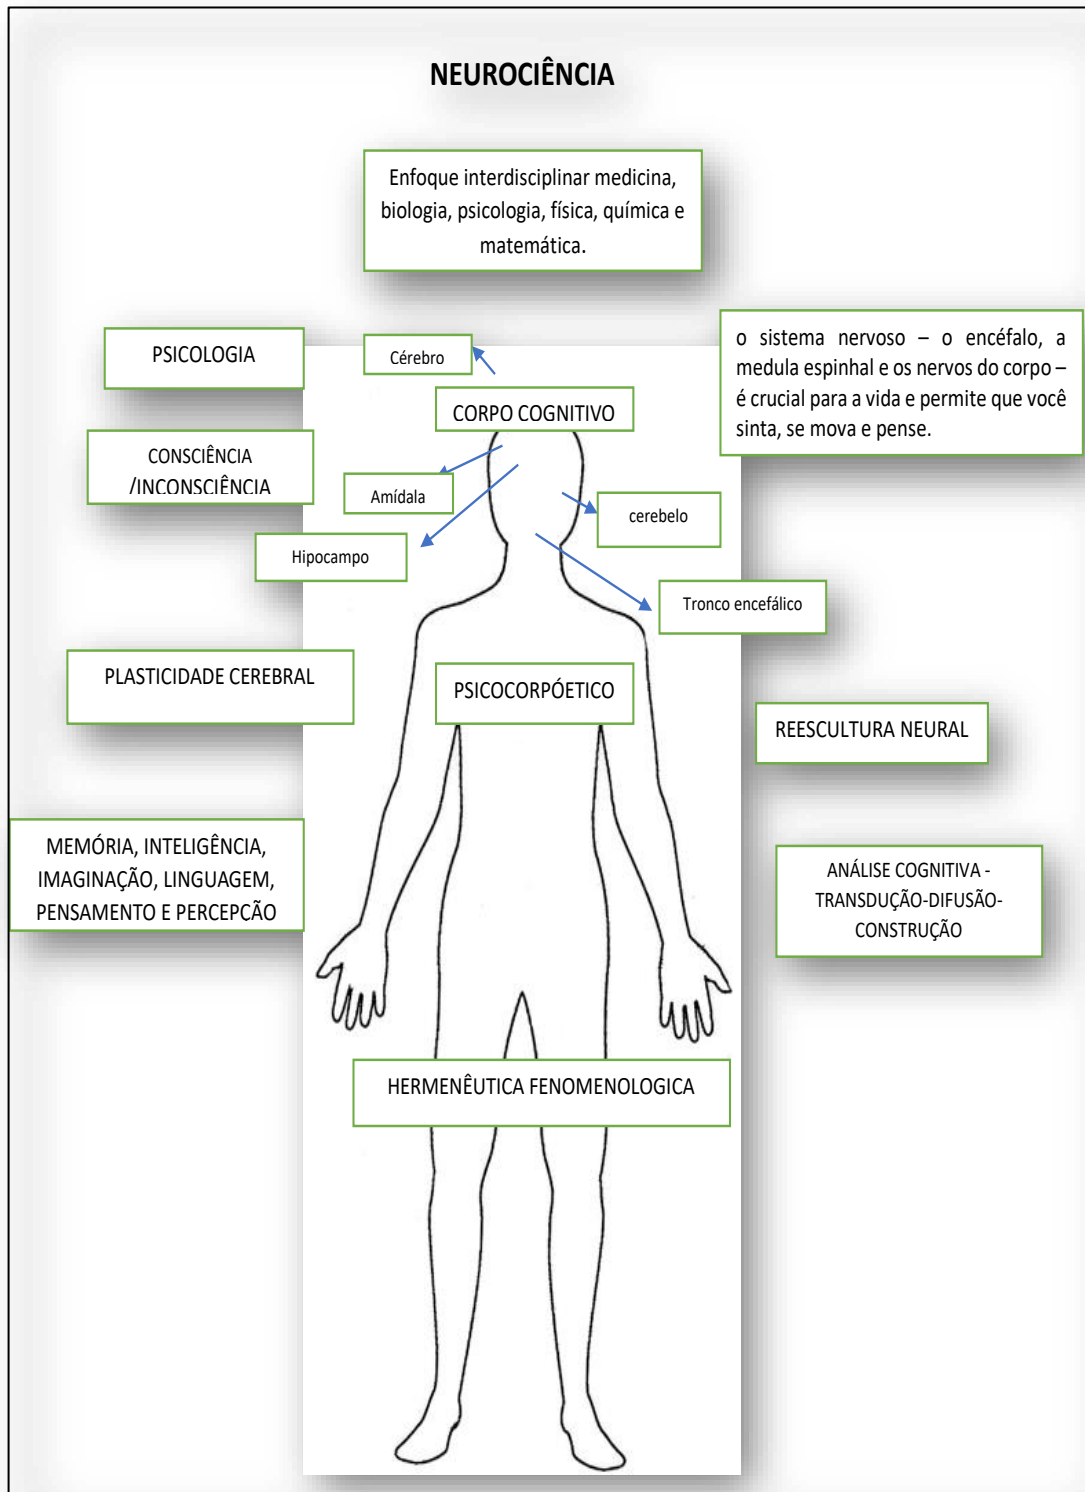 NEUROCIÊNCIA
Enfoque interdisciplinar medicina,
biologia, psicologia, física, química e
matemática.
PSICOLOGIA
Cérebro
o sistema nervoso – o encéfalo, a
medula espinhal e os nervos do corpo –
é crucial para a vida e permite que você
sinta, se mova e pense.
CORPO COGNITIVO
CONSCIÊNCIA
/INCONSCIÊNCIA
Amídala
cerebelo
Hipocampo
Tronco encefálico
PLASTICIDADE CEREBRAL
PSICOCORPÓETICO
REESCULTURA NEURAL
MEMÓRIA, INTELIGÊNCIA,
IMAGINAÇÃO, LINGUAGEM,
PENSAMENTO E PERCEPCÃO
ANÁLISE COGNITIVA -
TRANSDUÇÃO-DIFUSÃO-
CONSTRUÇÃO
HERMENÊUTICA FENOMENOLOGICA